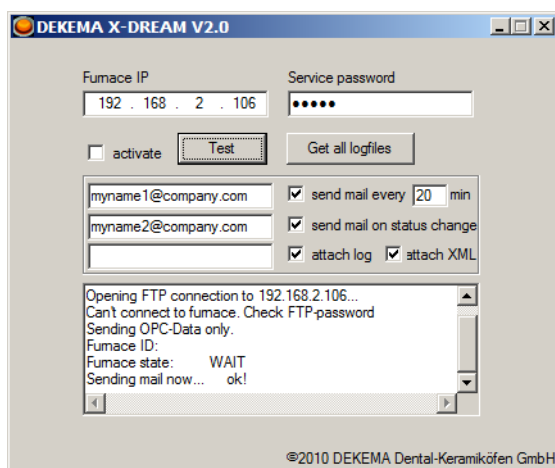 DEKEMA X-DREAM V2.0
Furnace IP
Service password
192 . 168 . 2 . 106
●●●●●
activate
Test
Get all logfiles
myname1@company.com
send mail every 20 min
myname2@company.com
send mail on status change
attach log
attach XML
Opening FTP connection to 192.168.2.106...
Can't connect to furnace. Check FTP-password
Sending OPC-Data only.
Furnace ID:
Furnace state: WAIT
Sending mail now... ok!
©2010 DEKEMA Dental-Keramiköfen GmbH